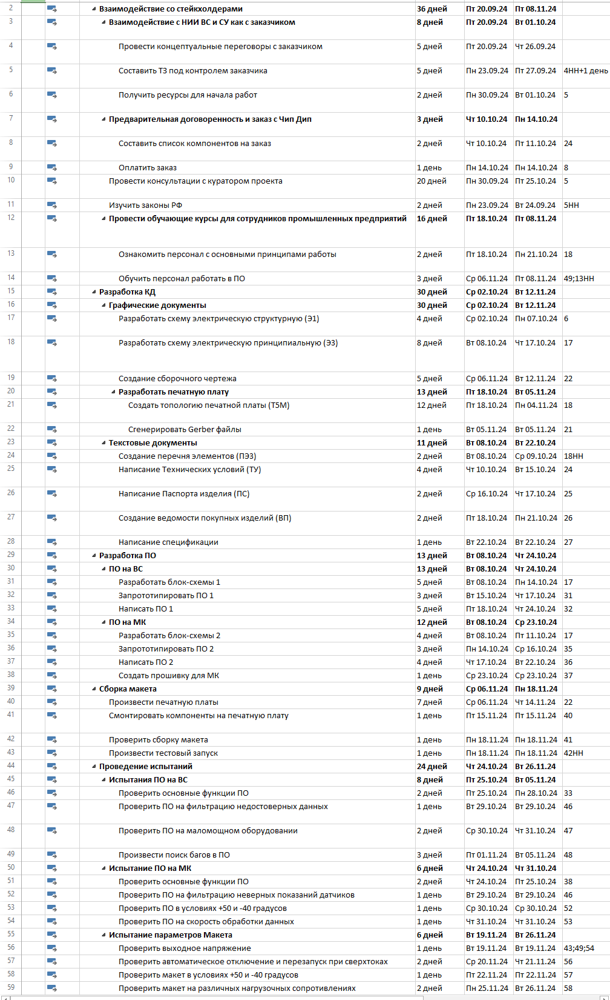 2 Взаимодействие со стейкхолдерами 36 дней Пт 20.09.24 Пт 08.11.24
3 Взаимодействие с НИИ ВС и СУ как с заказчиком 8 дней Пт 20.09.24 Вт 01.10.24
4 Провести концептуальные переговоры с заказчиком 5 дней Пт 20.09.24 Чт 26.09.24
5 Составить ТЗ под контролем заказчика 5 дней Пн 23.09.24 Пт 27.09.24 4НН+1 день
6 Получить ресурсы для начала работ 2 дней Пн 30.09.24 Вт 01.10.24 5
7 Предварительная договоренность и заказ с Чип Дип 3 дней Чт 10.10.24 Пн 14.10.24
8 Составить список компонентов на заказ 2 дней Чт 10.10.24 Пт 11.10.24 24
9 Оплатить заказ 1 день Пн 14.10.24 Пн 14.10.24 8
10 Провести консультации с куратором проекта 20 дней Пн 30.09.24 Пт 25.10.24 5
11 Изучить законы РФ 2 дней Пн 23.09.24 Вт 24.09.24 5НН
12 Провести обучающие курсы для сотрудников промышленных предприятий 16 дней Пт 18.10.24 Пт 08.11.24
13 Ознакомить персонал с основными принципами работы 2 дней Пт 18.10.24 Пн 21.10.24 18
14 Обучить персонал работать в ПО 3 дней Ср 06.11.24 Пт 08.11.24 49;13НН
15 Разработка КД 30 дней Ср 02.10.24 Вт 12.11.24
16 Графические документы 30 дней Ср 02.10.24 Вт 12.11.24
17 Разработать схему электрическую структурную (Э1) 4 дней Ср 02.10.24 Пн 07.10.24 6
18 Разработать схему электрическую принципиальную (Э3) 8 дней Вт 08.10.24 Чт 17.10.24 17
19 Создание сборочного чертежа 5 дней Ср 06.11.24 Вт 12.11.24 22
20 Разработать печатную плату 13 дней Пт 18.10.24 Вт 05.11.24
21 Создать топологию печатной платы (Т5М) 12 дней Пт 18.10.24 Пн 04.11.24 18
22 Сгенерировать Gerber файлы 1 день Вт 05.11.24 Вт 05.11.24 21
23 Текстовые документы 11 дней Вт 08.10.24 Вт 22.10.24
24 Создание перечня элементов (ПЭ3) 2 дней Вт 08.10.24 Ср 09.10.24 18НН
25 Написание Технических условий (ТУ) 4 дней Чт 10.10.24 Вт 15.10.24 24
26 Написание Паспорта изделия (ПС) 2 дней Ср 16.10.24 Чт 17.10.24 25
27 Создание ведомости покупных изделий (ВП) 2 дней Пт 18.10.24 Пн 21.10.24 26
28 Написание спецификации 1 день Вт 22.10.24 Вт 22.10.24 27
29 Разработка ПО 13 дней Вт 08.10.24 Чт 24.10.24
30 ПО на ВС 13 дней Вт 08.10.24 Чт 24.10.24
31 Разработать блок-схемы 1 5 дней Вт 08.10.24 Пн 14.10.24 17
32 Запрототипировать ПО 1 3 дней Вт 15.10.24 Чт 17.10.24 31
33 Написать ПО 1 5 дней Пт 18.10.24 Чт 24.10.24 32
34 ПО на МК 12 дней Вт 08.10.24 Ср 23.10.24
35 Разработать блок-схемы 2 4 дней Вт 08.10.24 Пт 11.10.24 17
36 Запрототипировать ПО 2 3 дней Пн 14.10.24 Ср 16.10.24 35
37 Написать ПО 2 4 дней Чт 17.10.24 Вт 22.10.24 36
38 Создать прошивку для МК 1 день Ср 23.10.24 Ср 23.10.24 37
39 Сборка макета 9 дней Ср 06.11.24 Пн 18.11.24
40 Произвести печатную платы 7 дней Ср 06.11.24 Чт 14.11.24 22
41 Смонтировать компоненты на печатную плату 1 день Пт 15.11.24 Пт 15.11.24 40
42 Проверить сборку макета 1 день Пн 18.11.24 Пн 18.11.24 41
43 Произвести тестовый запуск 1 день Пн 18.11.24 Пн 18.11.24 42НН
44 Проведение испытаний 24 дней Чт 24.10.24 Вт 26.11.24
45 Испытания ПО на ВС 8 дней Пт 25.10.24 Вт 05.11.24
46 Проверить основные функции ПО 2 дней Пт 25.10.24 Пн 28.10.24 33
47 Проверить ПО на фильтрацию недостоверных данных 1 день Вт 29.10.24 Вт 29.10.24 46
48 Проверить ПО на маломощном оборудовании 2 дней Ср 30.10.24 Чт 31.10.24 47
49 Произвести поиск багов в ПО 3 дней Пт 01.11.24 Вт 05.11.24 48
50 Испытание ПО на МК 6 дней Чт 24.10.24 Чт 31.10.24
51 Проверить основные функции ПО 2 дней Чт 24.10.24 Пт 25.10.24 38
52 Проверить ПО на фильтрацию неверных показаний датчиков 1 день Вт 29.10.24 Вт 29.10.24 46
53 Проверить ПО в условиях +50 и -40 градусов 1 день Ср 30.10.24 Ср 30.10.24 52
54 Проверить ПО на скорость обработки данных 1 день Чт 31.10.24 Чт 31.10.24 53
55 Испытание параметров Макета 6 дней Вт 19.11.24 Вт 26.11.24
56 Проверить выходное напряжение 1 день Вт 19.11.24 Вт 19.11.24 43;49;54
57 Проверить автоматическое отключение и перезапуск при сверхтоках 2 дней Ср 20.11.24 Чт 21.11.24 56
58 Проверить макет в условиях +50 и -40 градусов 1 день Пт 22.11.24 Пт 22.11.24 57
59 Проверить макет на различных нагрузочных сопротивлениях 2 дней Пн 25.11.24 Вт 26.11.24 58